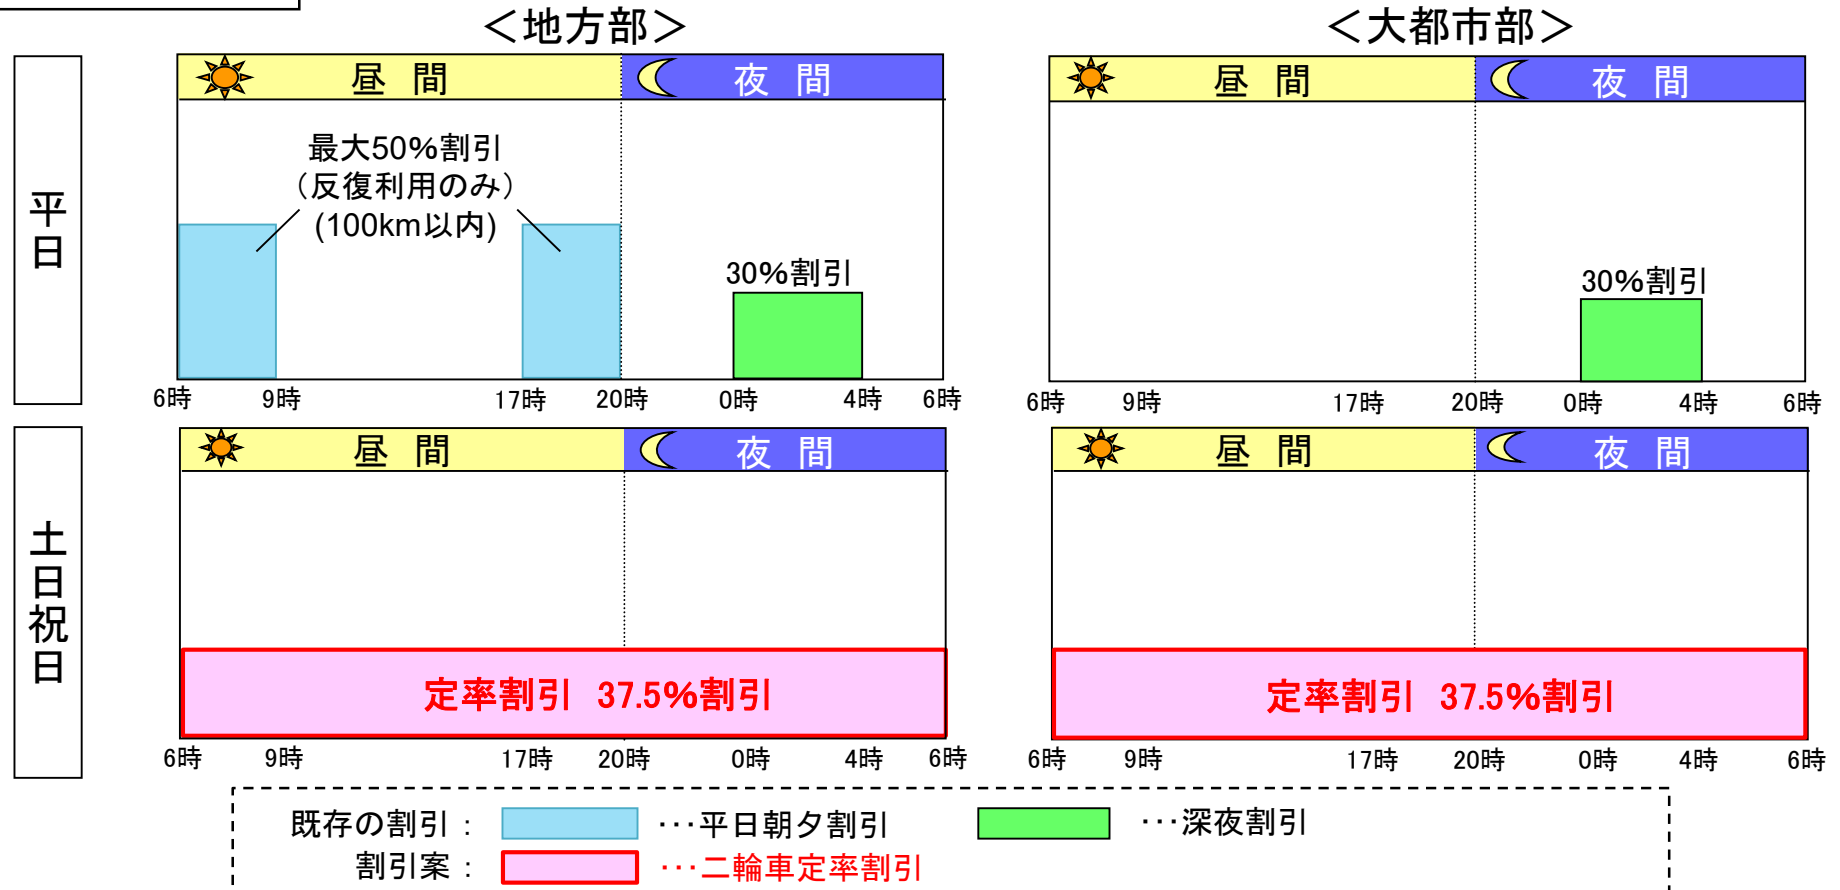 ＜地方部＞
＜大都市部＞
平日
昼 間
夜 間
最大50%割引
（反復利用のみ）
(100km以内)
30%割引
6時 9時 17時 20時 0時 4時 6時
昼 間
夜 間
30%割引
6時 9時 17時 20時 0時 4時 6時
土日祝日
昼 間
夜 間
定率割引 37.5%割引
6時 9時 17時 20時 0時 4時 6時
昼 間
夜 間
定率割引 37.5%割引
6時 9時 17時 20時 0時 4時 6時
既存の割引： …平日朝夕割引 …深夜割引
割引案： …二輪車定率割引